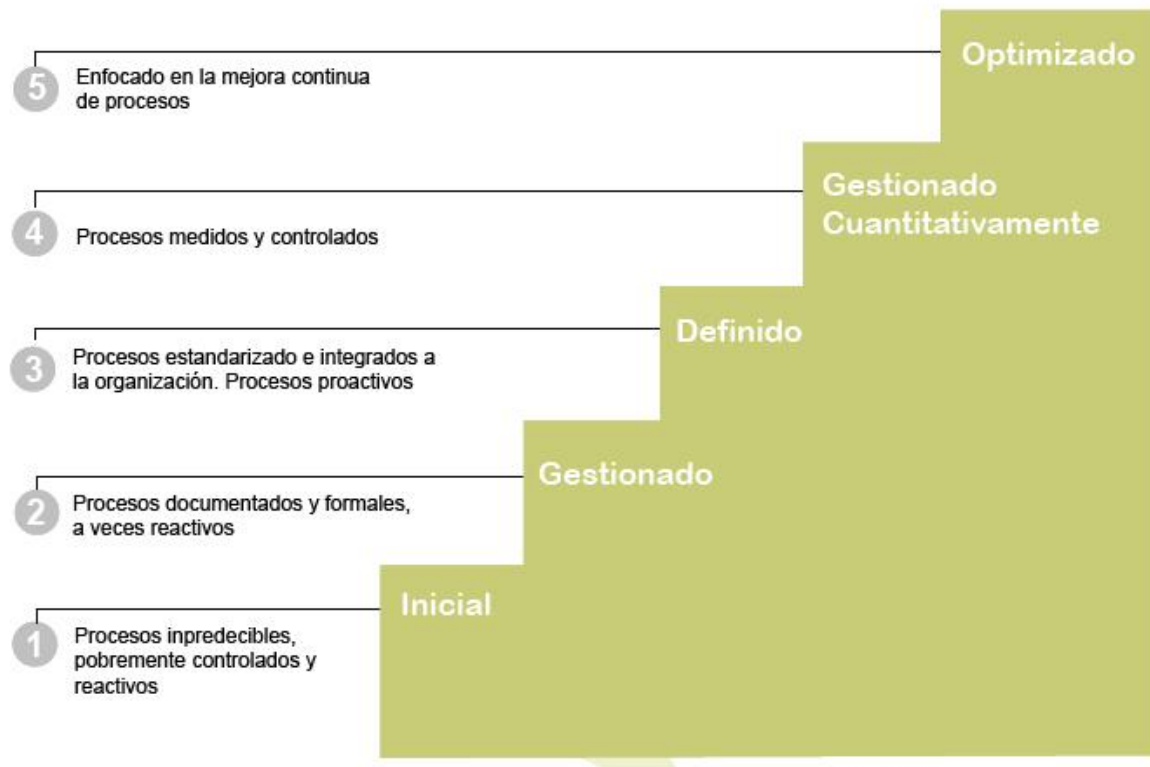 Optimizado
5
Enfocado en la mejora continua
de procesos
Gestionado
Cuantitativamente
4
Procesos medidos y controlados
Definido
3
Procesos estandarizado e integrados a
la organización. Procesos proactivos
Gestionado
2
Procesos documentados y formales,
a veces reactivos
Inicial
1
Procesos inpredecibles,
pobremente controlados y
reactivos